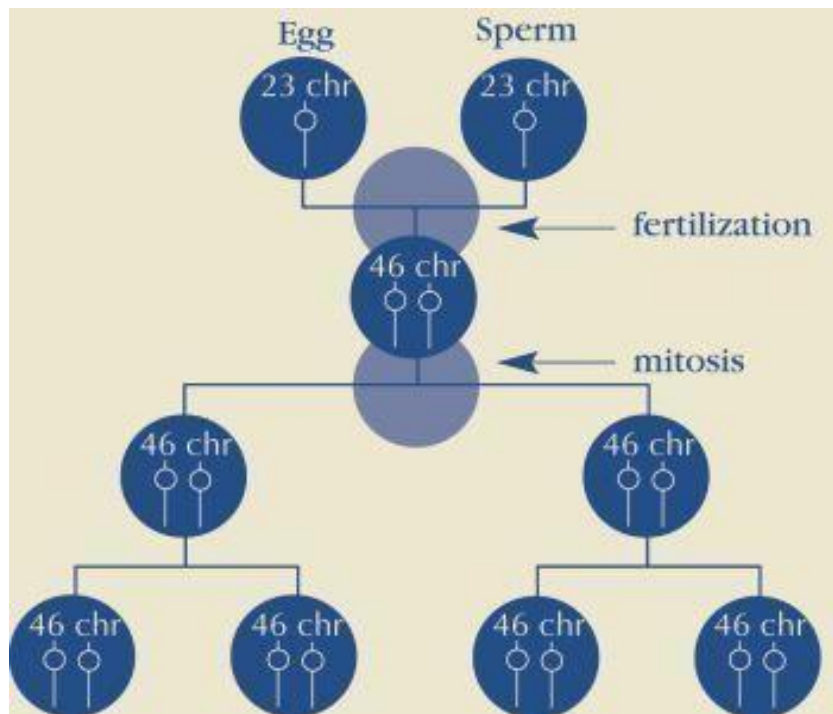 Egg Sperm
23 chr 23 chr
fertilization
46 chr
mitosis
46 chr 46 chr
46 chr 46 chr 46 chr 46 chr